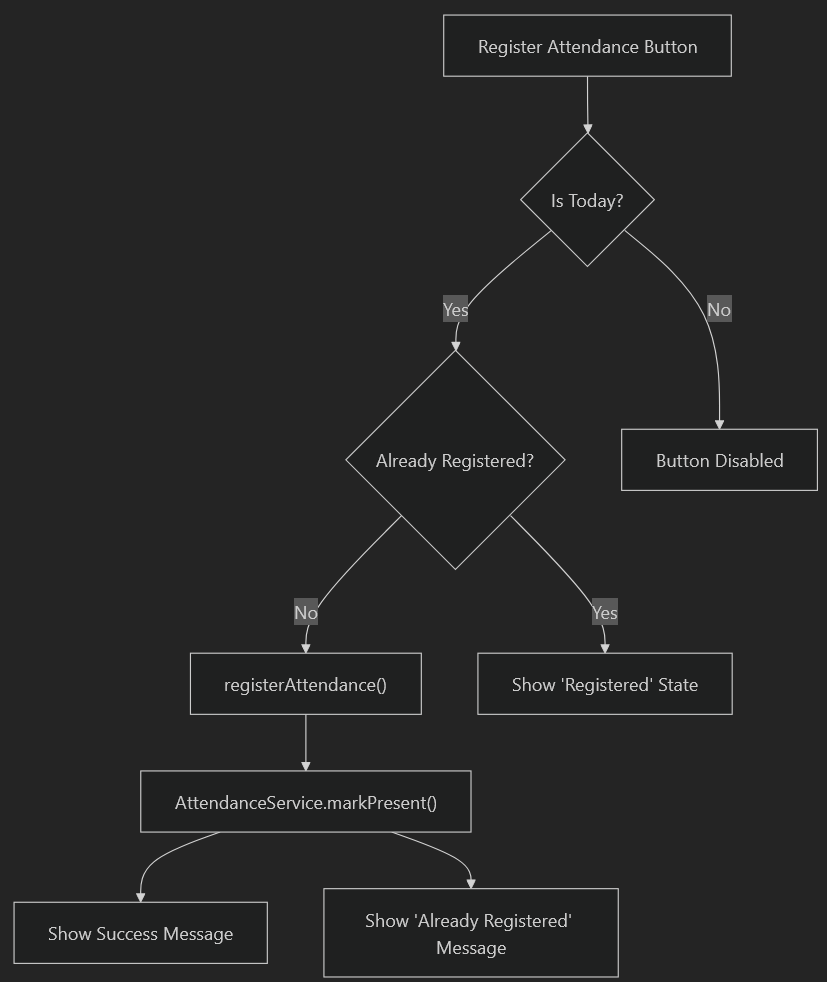 Register Attendance Button
Is Today?
Yes
No
Already Registered?
Button Disabled
No
Yes
registerAttendance()
Show 'Registered' State
AttendanceService.markPresent()
Show Success Message
Show 'Already Registered'
Message